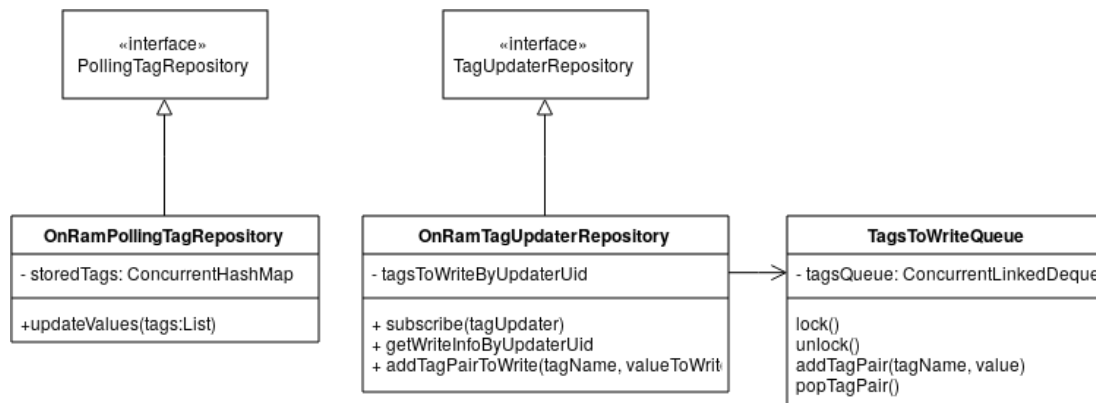 «interface»
PollingTagRepository
«interface»
TagUpdaterRepository
OnRamPollingTagRepository
- storedTags: ConcurrentHashMap
+updateValues(tags:List)
OnRamTagUpdaterRepository
- tagsToWriteByUpdaterUid
+ subscribe(tagUpdater)
+ getWriteInfoByUpdaterUid
+ addTagPairToWrite(tagName, valueToWrit
TagsToWriteQueue
- tagsQueue: ConcurrentLinkedDeque
lock()
unlock()
addTagPair(tagName, value)
popTagPair()